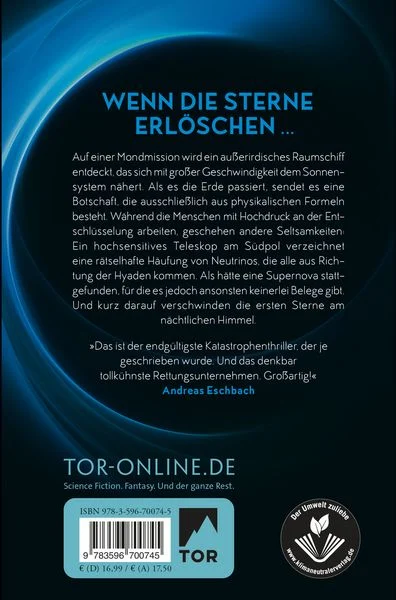 WENN DIE STERNE
ERLÖSCHEN ...
Auf einer Mondmission wird ein außerirdisches Raumschiff
entdeckt, das sich mit großer Geschwindigkeit dem Sonnen-
system nähert. Als es die Erde passiert, sendet es eine
Botschaft, die ausschließlich aus physikalischen Formeln
besteht. Während die Menschen mit Hochdruck an der Ent-
schlüsselung arbeiten, geschehen andere Seltsamkeiten:
Ein hochsensitives Teleskop am Südpol verzeichnet
eine rätselhafte Häufung von Neutrinos, die alle aus Rich-
tung der Hyaden kommen. Als hätte eine Supernova statt-
gefunden, für die es jedoch ansonsten keinerlei Belege gibt.
Und kurz darauf verschwinden die ersten Sterne am
nächtlichen Himmel.
»Das ist der endgültigste Katastrophenthriller, der je
geschrieben wurde. Und das denkbar
tollkühnste Rettungsunternehmen. Großartig!«
Andreas Eschbach
TOR-ONLINE.DE
Science Fiction. Fantasy. Und der ganze Rest.
ISBN 978-3-596-70074-5
9 783596 700745
€ (D) 16,99 / € (A) 17,50
TOR
Der Umwelt zuliebe
www.klimaneutralerverlag.de